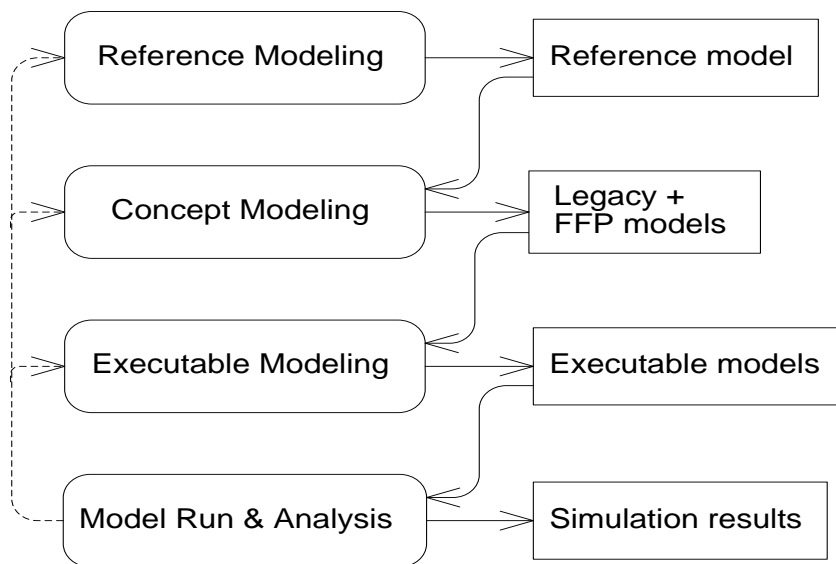 Reference Modeling
Reference model
Concept Modeling
Legacy +
FFP models
Executable Modeling
Executable models
Model Run & Analysis
Simulation results